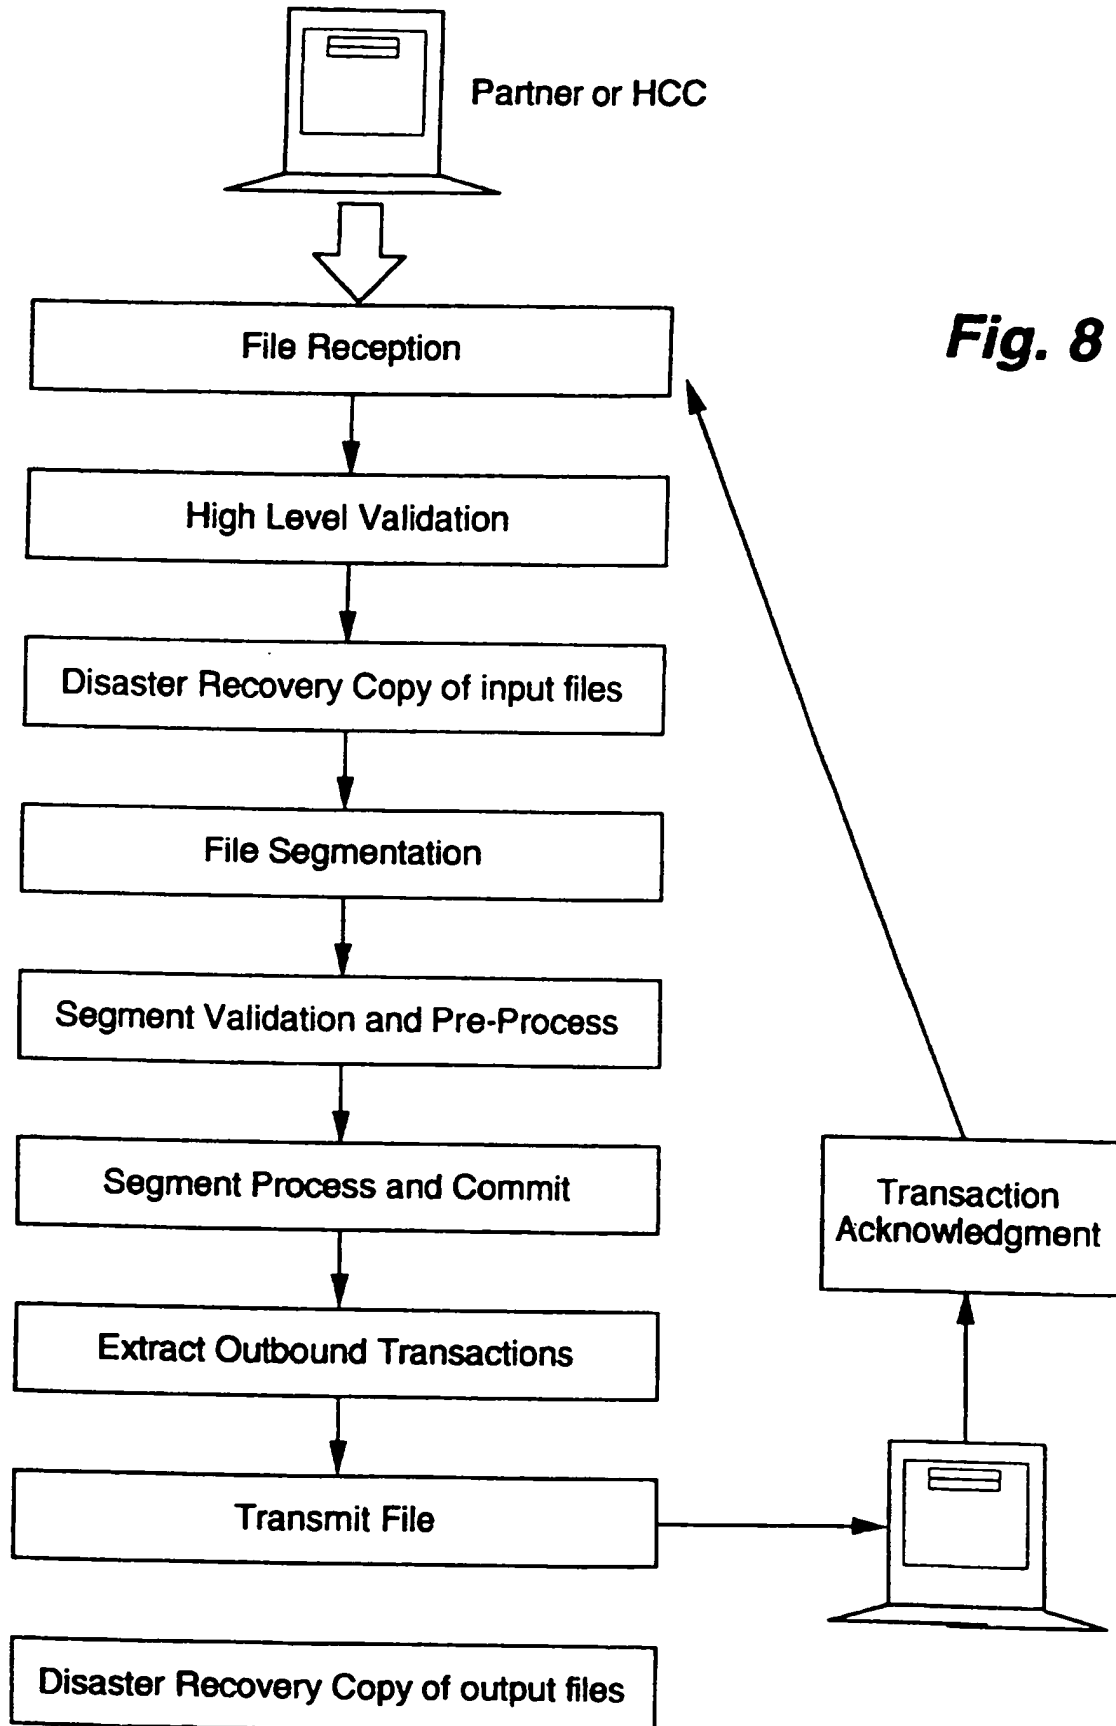 Partner or HCC
File Reception
Fig. 8
High Level Validation
Disaster Recovery Copy of input files
File Segmentation
Segment Validation and Pre-Process
Segment Process and Commit
Transaction
Acknowledgment
Extract Outbound Transactions
Transmit File
Disaster Recovery Copy of output files